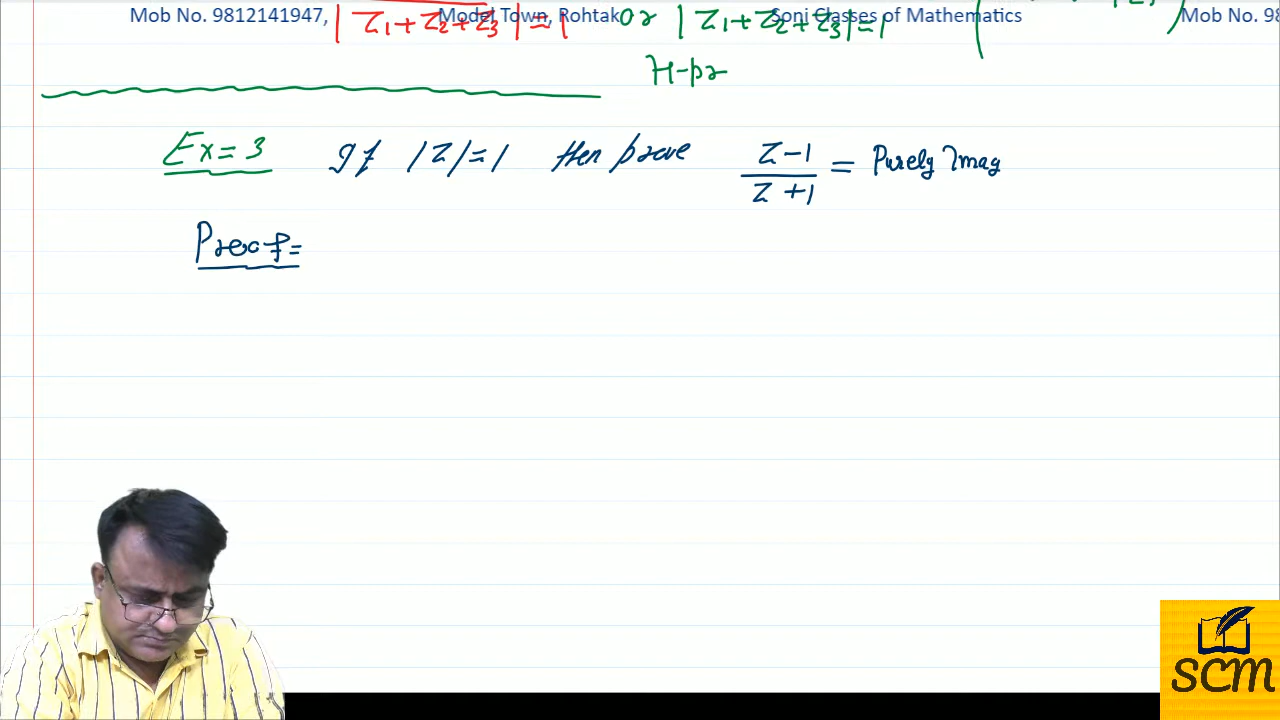 Mob No. 9812141947, Model Town, Rohtak Soni Classes of Mathematics Mob No. 98
|Z1+Z2+Z3|=1 or |Z1+Z2+Z3|=1
H-pr
Ex=3 If |Z|=1 then prove Z-1/Z+1 = Purely Imag
Proof=
SCM